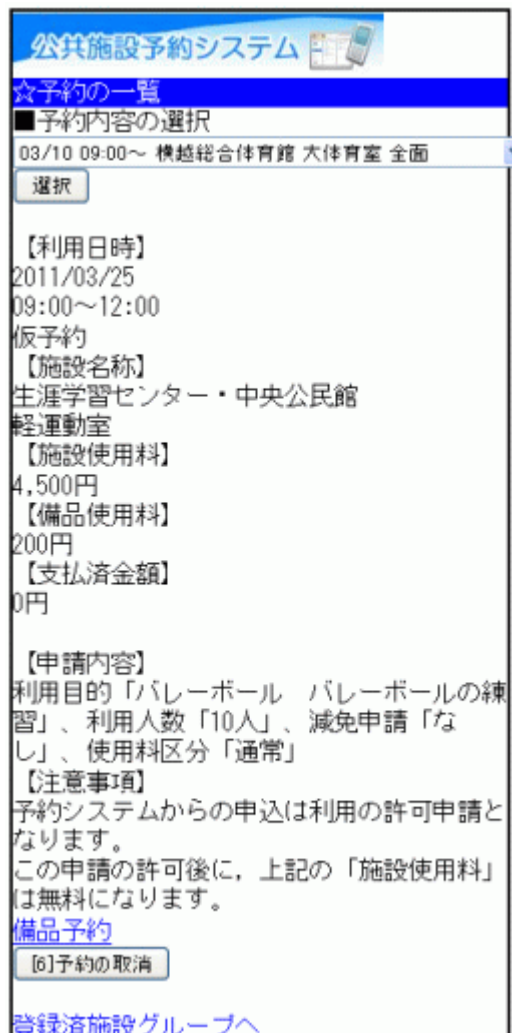 公共施設予約システム
☆予約の一覧
■予約内容の選択
03/10 09:00～ 横越総合体育館 大体育室 全面
選択
【利用日時】
2011/03/25
09:00～12:00
仮予約
【施設名称】
生涯学習センター・中央公民館
軽運動室
【施設使用料】
4,500円
【備品使用料】
200円
【支払済金額】
0円
【申請内容】
利用目的「バレーボール　バレーボールの練
習」、利用人数「10人」、減免申請「な
し」、使用料区分「通常」
【注意事項】
予約システムからの申込は利用の許可申請と
なります。
この申請の許可後に，上記の「施設使用料」
は無料になります。
備品予約
[6]予約の取消
登録済施設グループへ